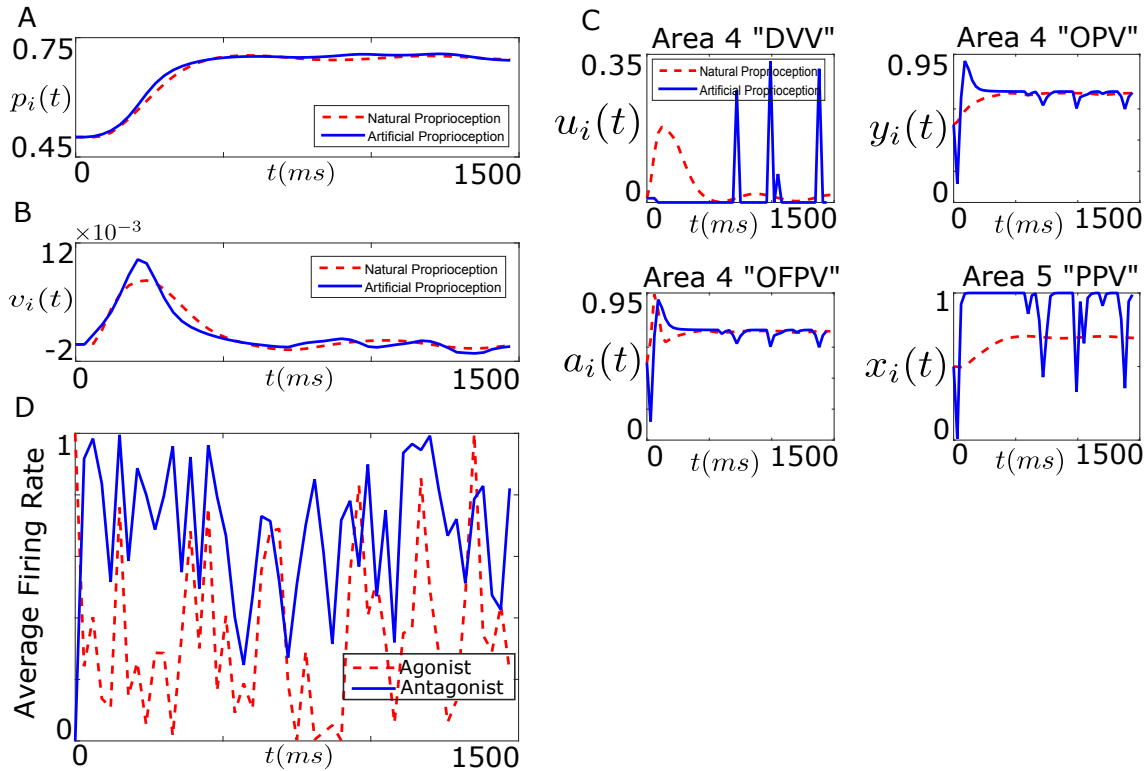 A
0.75
p_i(t)
0.45
Natural Proprioception
Artificial Proprioception
0
t(ms)
1500
B
×10^{-3}
12
v_i(t)
-2
Natural Proprioception
Artificial Proprioception
0
t(ms)
1500
C
Area 4 "DVV"
0.35
u_i(t)
0
Natural Proprioception
Artificial Proprioception
0
t(ms)
1500
Area 4 "OPV"
0.95
y_i(t)
0
0
t(ms)
1500
Area 4 "OFPV"
0.95
a_i(t)
0
0
t(ms)
1500
Area 5 "PPV"
1
x_i(t)
0
0
t(ms)
1500
D
1
Average Firing Rate
0
Agonist
Antagonist
0
t(ms)
1500